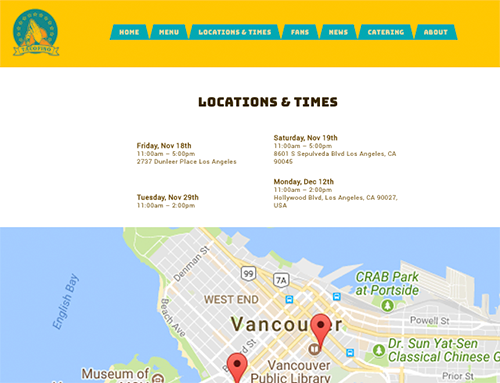 TACOFINO
HOME MENU LOCATIONS & TIMES FANS NEWS CATERING ABOUT
LOCATIONS & TIMES
Friday, Nov 18th
11:00am – 5:00pm
2737 Dunleer Place Los Angeles
Saturday, Nov 19th
11:00am – 5:00pm
8601 S Sepulveda Blvd Los Angeles, CA
90045
Tuesday, Nov 29th
11:00am – 2:00pm
Monday, Dec 12th
11:00am – 2:00pm
Hollywood Blvd, Los Angeles, CA 90027,
USA
English Bay
Denman St
99
7A
CRAB Park
at Portside
WEST END
Beach Ave
Powell St
Vancouver
Dr. Sun Yat-Sen
Classical Chinese G
Vancouver
Public Library
Museum of
Prior St